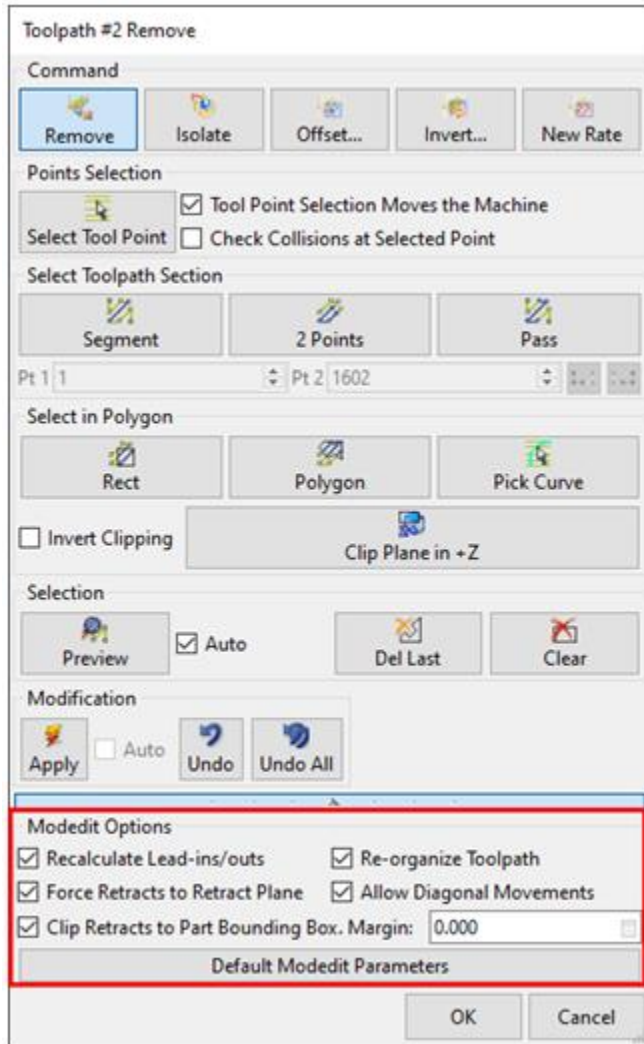 Toolpath #2 Remove
Command
Remove Isolate Offset... Invert... New Rate
Points Selection
Select Tool Point
Tool Point Selection Moves the Machine
Check Collisions at Selected Point
Select Toolpath Section
Segment 2 Points Pass
Pt 1 1 Pt 2 1602
Select in Polygon
Rect Polygon Pick Curve
Invert Clipping Clip Plane in +Z
Selection
Preview Auto Del Last Clear
Modification
Apply Auto Undo Undo All
Modedit Options
Recalculate Lead-ins/outs Re-organize Toolpath
Force Retracts to Retract Plane Allow Diagonal Movements
Clip Retracts to Part Bounding Box. Margin: 0.000
Default Modedit Parameters
OK Cancel